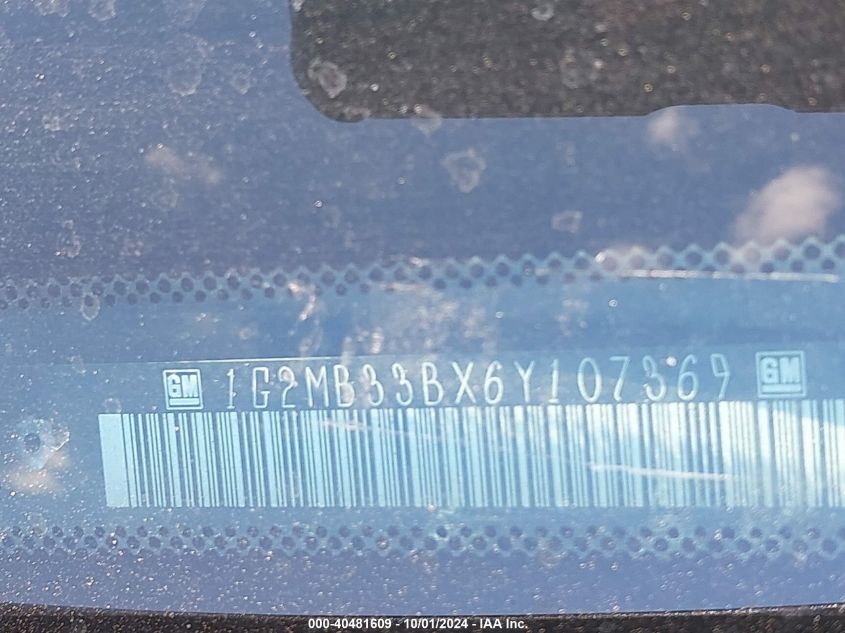 GM 1G2MB33BX6Y107369 GM
000-40481609 - 10/01/2024 - IAA Inc.